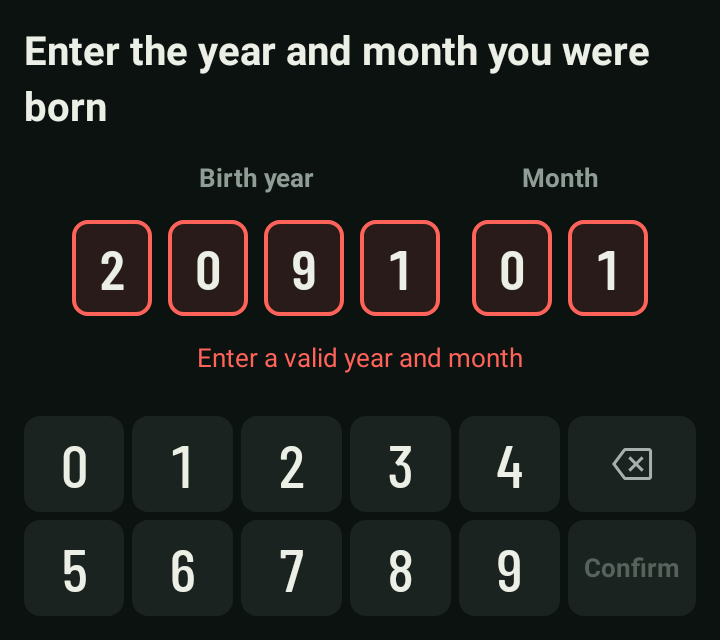 Enter the year and month you were
born
Birth year Month
2 0 9 1 0 1
Enter a valid year and month
0 1 2 3 4
5 6 7 8 9 Confirm